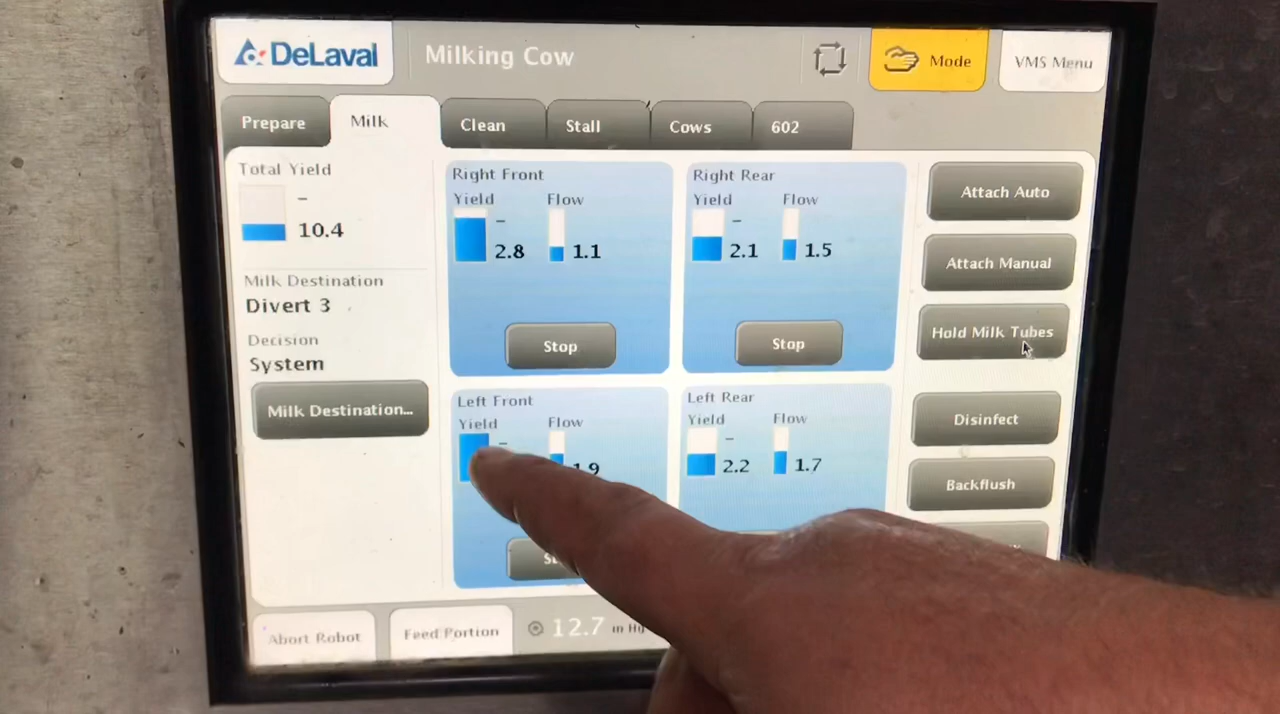 DeLaval
Milking Cow
Mode
VMS Menu
Prepare
Milk
Clean
Stall
Cows
602
Total Yield
–
10.4
Milk Destination
Divert 3
Decision
System
Milk Destination...
Right Front
Yield Flow
–
2.8 1.1
Stop
Right Rear
Yield Flow
–
2.1 1.5
Stop
Left Front
Yield Flow
–
1.9
Left Rear
Yield Flow
–
2.2 1.7
Attach Auto
Attach Manual
Hold Milk Tubes
Disinfect
Backflush
Abort Robot
Feed Portion
12.7 in Hg